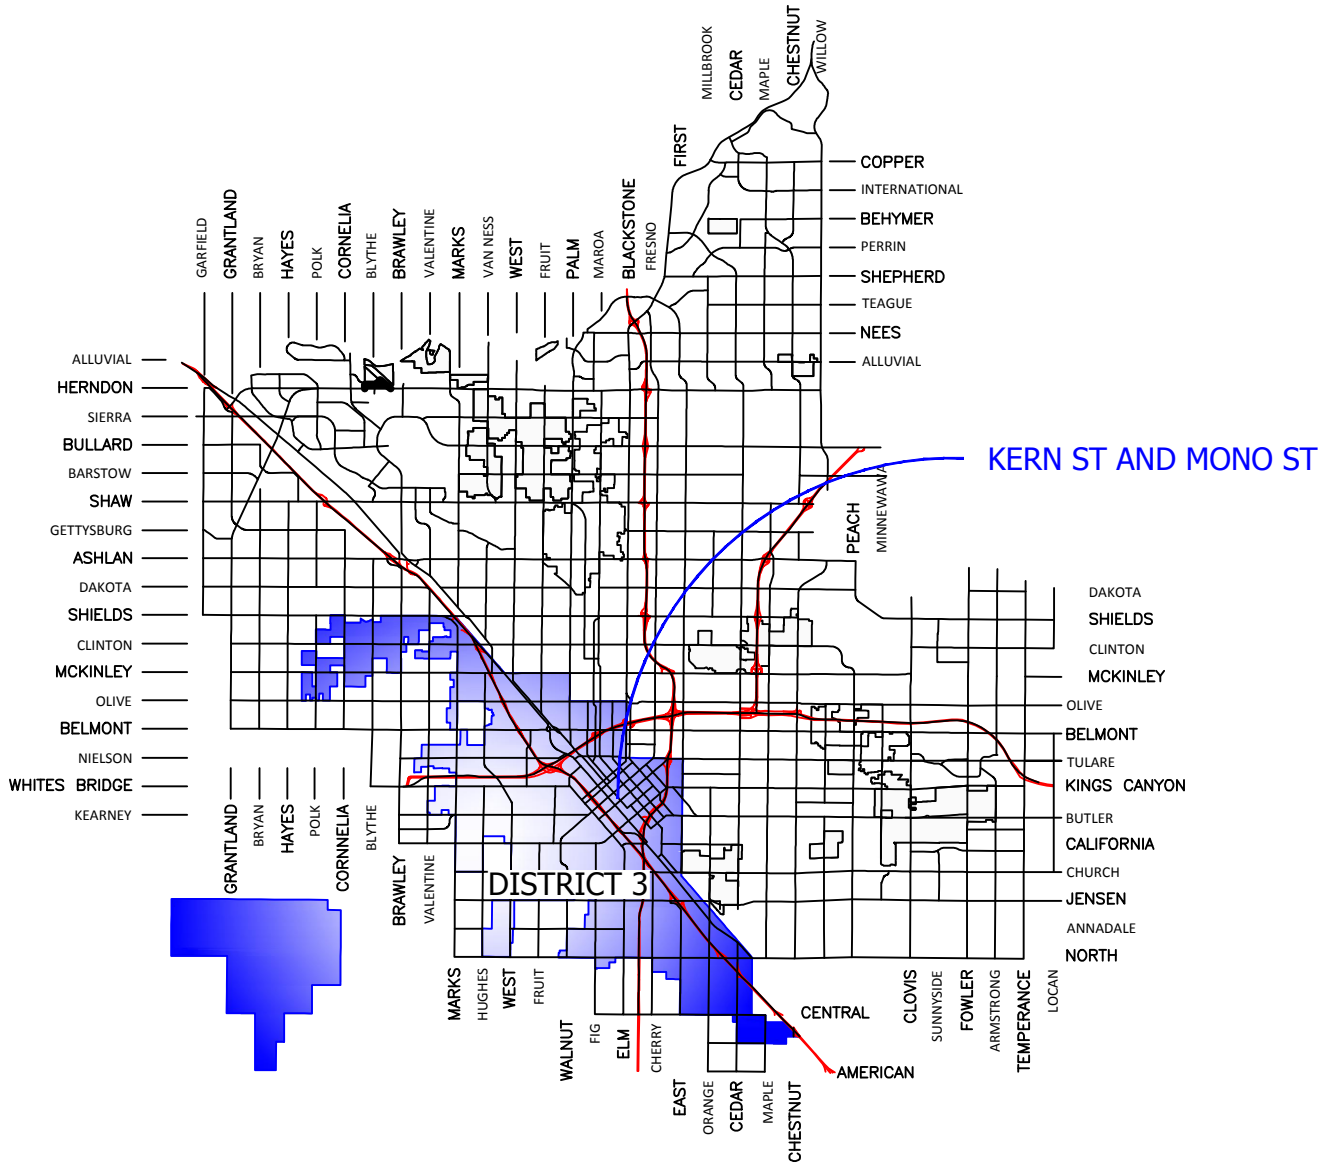 MILLBROOK
CEDAR
MAPLE
CHESTNUT
WILLOW
FIRST
COPPER
INTERNATIONAL
BEHYMER
PERRIN
SHEPHERD
TEAGUE
NEES
ALLUVIAL
GARFIELD
GRANTLAND
BRYAN
HAYES
POLK
CORNELIA
BLYTHE
BRAWLEY
VALENTINE
MARKS
VAN NESS
WEST
FRUIT
PALM
MAROA
BLACKSTONE
FRESNO
ALLUVIAL
HERNDON
SIERRA
BULLARD
BARSTOW
SHAW
GETTYSBURG
ASHLAN
DAKOTA
SHIELDS
CLINTON
MCKINLEY
OLIVE
BELMONT
NIELSON
WHITES BRIDGE
KEARNEY
KERN ST AND MONO ST
PEACH
MINNEWAWA
DAKOTA
SHIELDS
CLINTON
MCKINLEY
OLIVE
BELMONT
TULARE
KINGS CANYON
BUTLER
CALIFORNIA
CHURCH
JENSEN
ANNADALE
NORTH
GRANTLAND
BRYAN
HAYES
POLK
CORNNELIA
BLYTHE
BRAWLEY
VALENTINE
DISTRICT 3
MARKS
HUGHES
WEST
FRUIT
WALNUT
FIG
ELM
CHERRY
EAST
ORANGE
CEDAR
MAPLE
CHESTNUT
CENTRAL
AMERICAN
CLOVIS
SUNNYSIDE
FOWLER
ARMSTRONG
TEMPERANCE
LOCAN